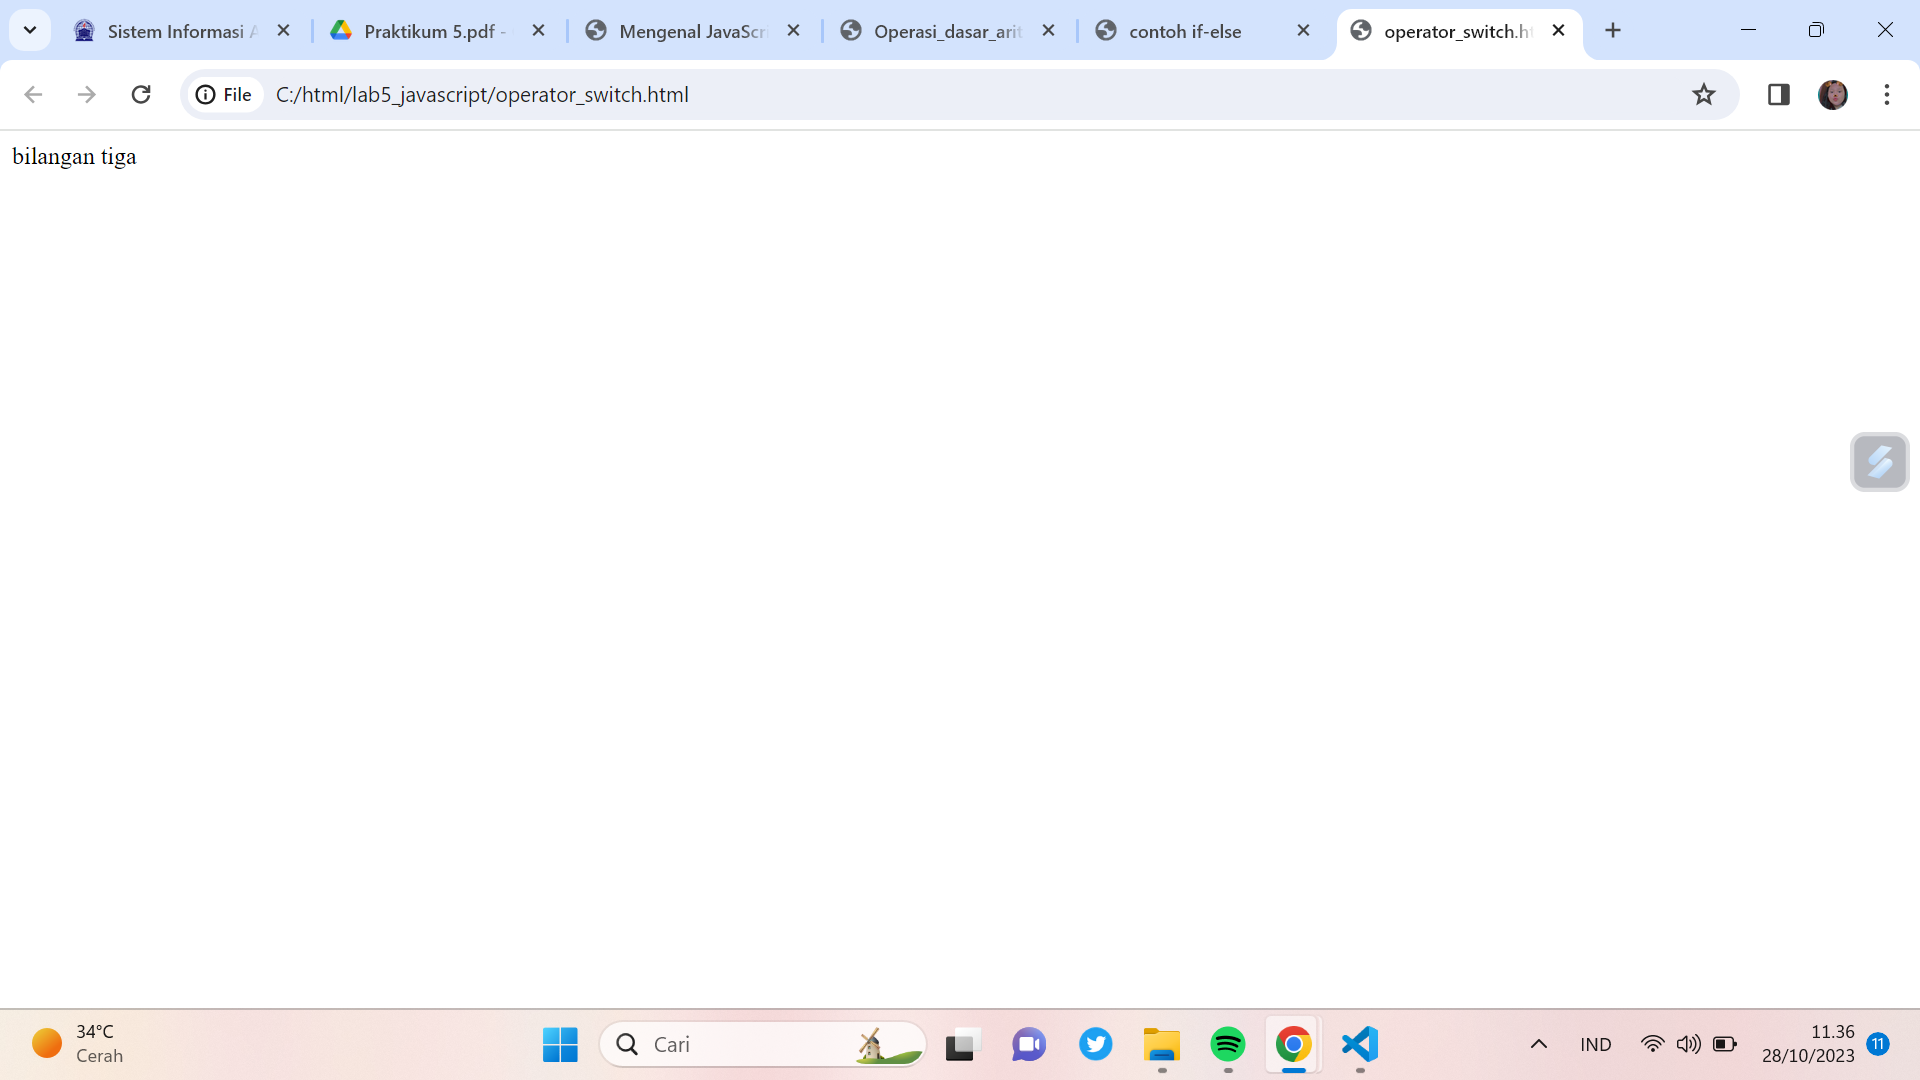 Sistem Informasi A
Praktikum 5.pdf -
Mengenal JavaScri
Operasi_dasar_arit
contoh if-else
operator_switch.ht
File
C:/html/lab5_javascript/operator_switch.html
bilangan tiga
34°C
Cerah
Cari
IND
11.36
28/10/2023
11